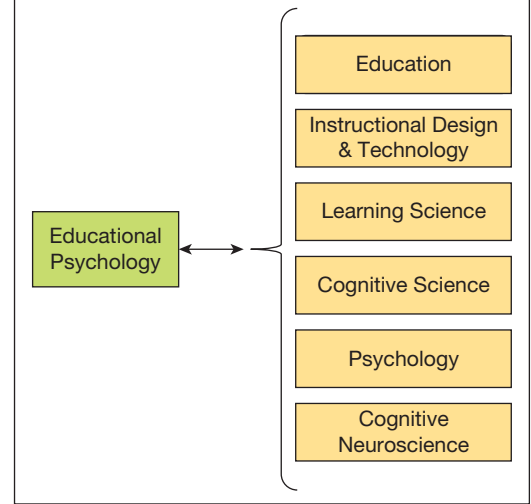 Educational
Psychology
Education
Instructional Design
& Technology
Learning Science
Cognitive Science
Psychology
Cognitive
Neuroscience